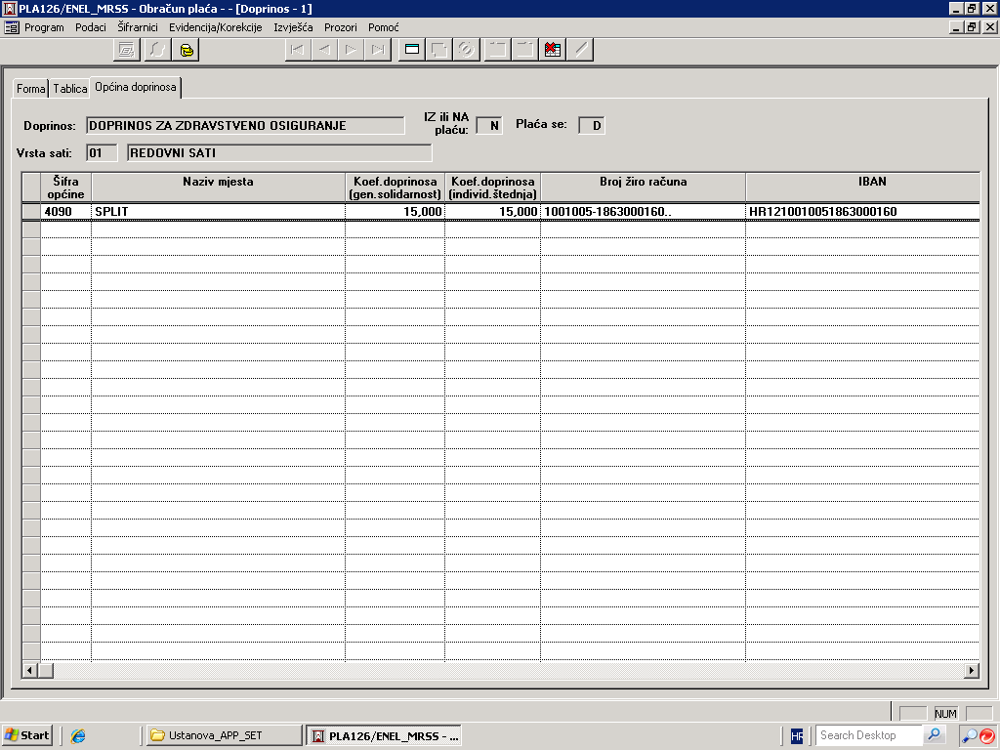 PLA126/ENEL_MRSS - Obračun plaća - - [Doprinos - 1]
Program Podaci Šifrarnici Evidencija/Korekcije Izvješća Prozori Pomoć
Forma Tablica Općina doprinosa
Doprinos: DOPRINOS ZA ZDRAVSTVENO OSIGURANJE IZ ili NA plaću: N Plaća se: D
Vrsta sati: 01 REDOVNI SATI
Šifra općine Naziv mjesta Koef.doprinosa (gen.solidarnost) Koef.doprinosa (individ.štednja) Broj žiro računa IBAN
4090 SPLIT 15,000 15,000 1001005-1863000160.. HR1210010051863000160
NUM
Start Ustanova_APP_SET PLA126/ENEL_MRSS - ... HR Search Desktop